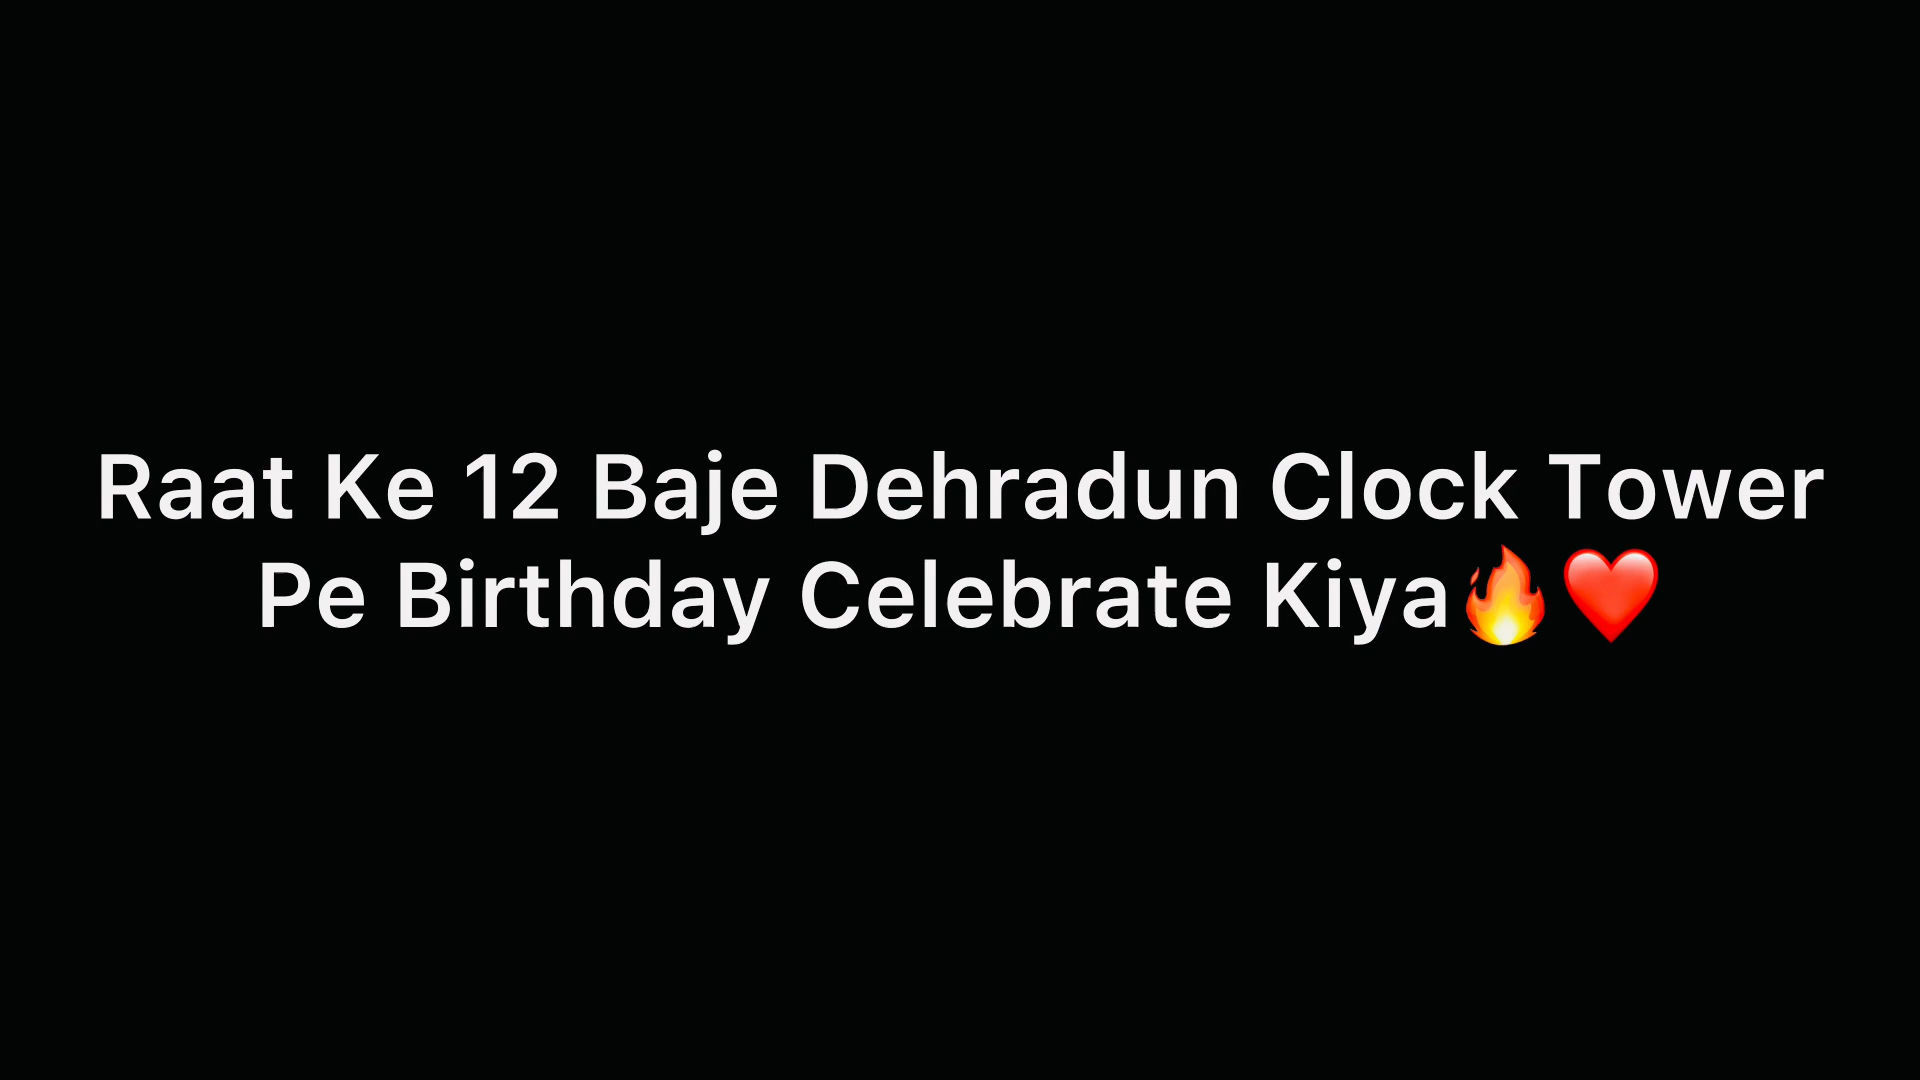 Raat Ke 12 Baje Dehradun Clock Tower
Pe Birthday Celebrate Kiya🔥❤️